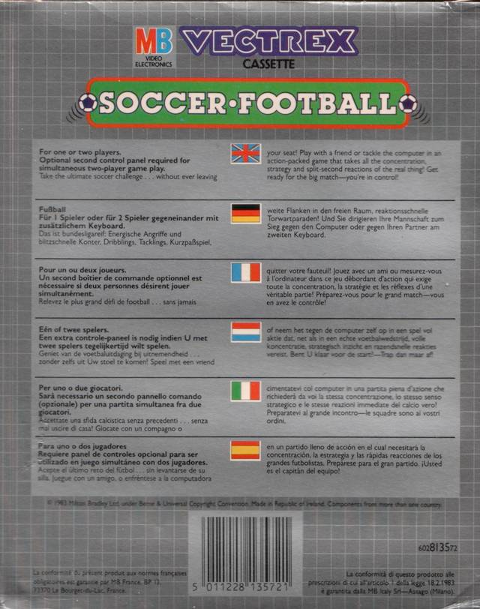 MB
VIDEO
ELECTRONICS
VECTREX
CASSETTE
SOCCER·FOOTBALL
For one or two players.
Optional second control panel required for
simultaneous two-player game play.
Take the ultimate soccer challenge . . . without ever leaving
your seat! Play with a friend or tackle the computer in an
action-packed game that takes all the concentration,
strategy and split-second reactions of the real thing! Get
ready for the big match—you're in control!
Fußball
Für 1 Spieler oder für 2 Spieler gegeneinander mit
zusätzlichem Keyboard.
Das ist bundesligareif! Energische Angriffe und
blitzschnelle Konter, Dribblings, Tacklings, Kurzpaßspiel,
weite Flanken in den freien Raum, reaktionsschnelle
Torwartparaden! Und Sie dirigieren Ihre Mannschaft zum
Sieg gegen den Computer oder gegen Ihren Partner am
zweiten Keyboard.
Pour un ou deux joueurs.
Un second boîtier de commande optionnel est
nécessaire si deux personnes désirent jouer
simultanément.
Relevez le plus grand défi de football . . . sans jamais
quitter votre fauteuil! Jouez avec un ami ou mesurez-vous
à l'ordinateur dans ce jeu débordant d'action qui exige
toute la concentration, la stratégie et les réflexes d'une
véritable partie! Préparez-vous pour le grand match—vous
en avez le contrôle!
Eén of twee spelers.
Een extra controle-paneel is nodig indien U met
twee spelers tegelijkertijd wilt spelen.
Geniet van de voetbaluitdaging bij uitnemendheid . . .
zonder zelfs uit Uw stoel te komen! Speel met een vriend
of neem het tegen de computer zelf op in een spel vol
aktie dat, net als in een echte voetbalwedstrijd, volle
koncentratie, strategisch inzicht en razendsnelle reakties
vereist. Bent U klaar voor de start!—Trap dan maar af!
Per uno o due giocatori.
Sarà necessario un secondo pannello comando
(opzionale) per una partita simultanea fra due
giocatori.
Accettate una sfida calcistica senza precedenti . . . senza
mai uscire di casa! Giocate con un compagno o
cimentatevi col computer in una partita piena d'azione che
richiederà da voi la stessa concentrazione, lo stesso senso
strategico e le stesse reazioni immediate del calcio vero!
Preparatevi al grande incontro—le squadre sono ai vostri
ordini.
Para uno o dos jugadores
Requiere panel de controles opcional para ser
utilizado en juego simultáneo con dos jugadores.
Acepte el último reto del fútbol . . . sin levantarse de su
silla. Juegue con un amigo, o enfréntese a la computadora
en un partido lleno de acción en el cual necesitará la
concentración, la estrategia y las rápidas reacciones de los
grandes futbolistas. Prepárese para el gran partido. ¡Usted
es el capitán del equipo!
© 1983 Milton Bradley Ltd. under Berne & Universal Copyright Convention. Made in Republic of Ireland. Components from more than one country.
602813572
La conformité du présent produit aux normes françaises
obligatoires est garantie par MB France, BP 13,
73370 Le Bourget-du-Lac, France.
5 011228 135721
La conformità di questo prodotto alle
prescrizioni di cui all'articolo 1 della legge 18.2.1983
è garantita dalla MB Italy Srl—Assago (Milano).